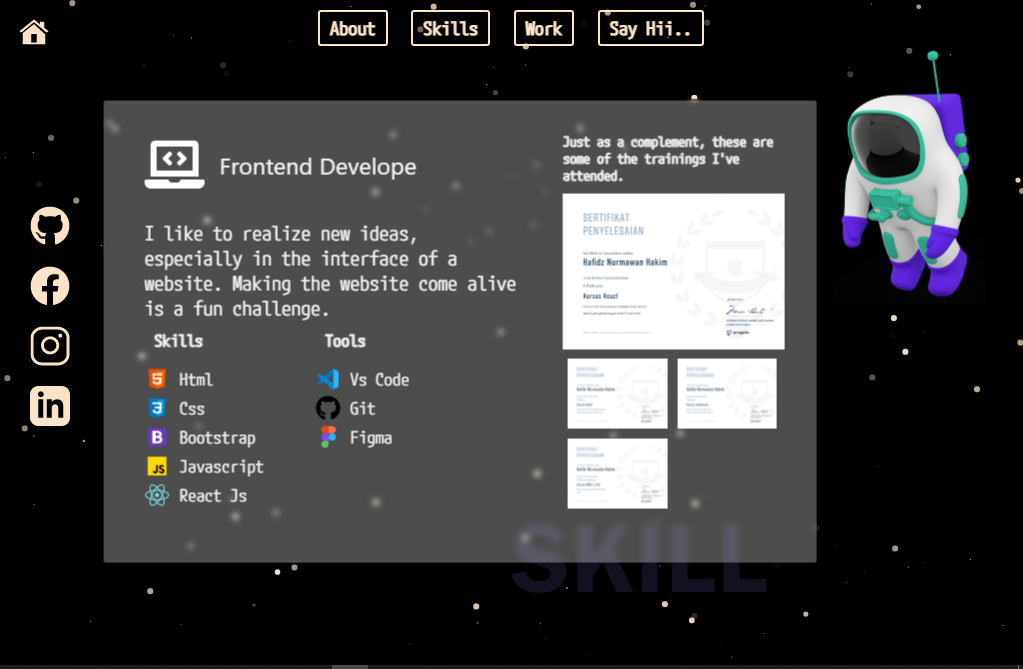 About
Skills
Work
Say Hii..
Frontend Develope
I like to realize new ideas,
especially in the interface of a
website. Making the website come alive
is a fun challenge.
Skills
Html
Css
Bootstrap
JS
Javascript
React Js
Tools
Vs Code
Git
Figma
Just as a complement, these are
some of the trainings I've
attended.
SERTIFIKAT
PENYELESAIAN
Hafidz Nurmawan Hakim
Kursus React
SKILL